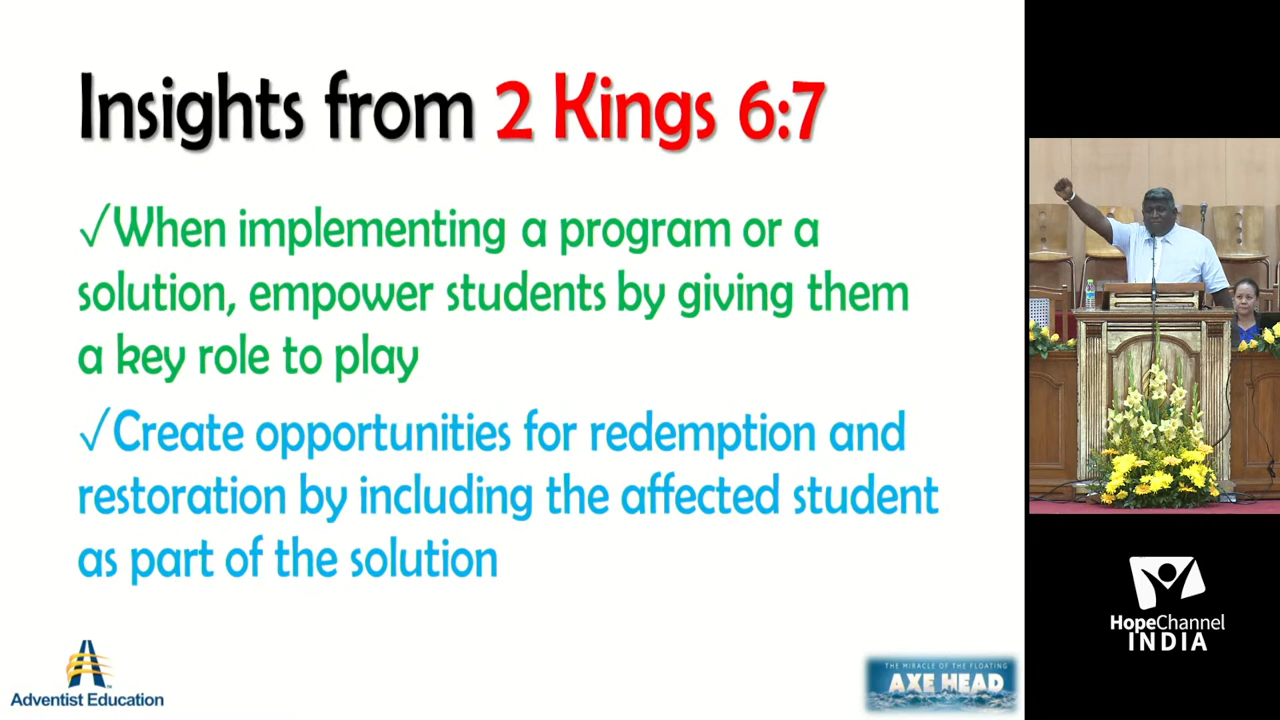 Insights from 2 Kings 6:7
√When implementing a program or a
solution, empower students by giving them
a key role to play
√Create opportunities for redemption and
restoration by including the affected student
as part of the solution
Adventist Education
THE MIRACLE OF THE FLOATING
AXE HEAD
HopeChannel
INDIA